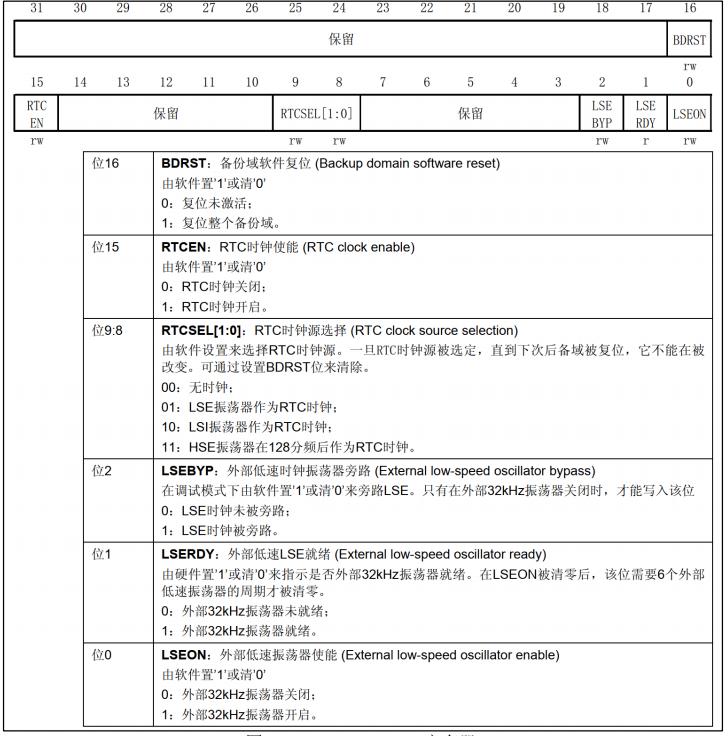 31 30 29 28 27 26 25 24 23 22 21 20 19 18 17 16
保留 BDRST
rw
15 14 13 12 11 10 9 8 7 6 5 4 3 2 1 0
RTC EN 保留 RTCSEL[1:0] 保留 LSE BYP LSE RDY LSEON
rw rw rw rw r rw
位16 BDRST：备份域软件复位 (Backup domain software reset)
由软件置'1'或清'0'
0：复位未激活；
1：复位整个备份域。
位15 RTCEN：RTC时钟使能 (RTC clock enable)
由软件置'1'或清'0'
0：RTC时钟关闭；
1：RTC时钟开启。
位9:8 RTCSEL[1:0]：RTC时钟源选择 (RTC clock source selection)
由软件设置来选择RTC时钟源。一旦RTC时钟源被选定，直到下次后备域被复位，它不能在被
改变。可通过设置BDRST位来清除。
00：无时钟；
01：LSE振荡器作为RTC时钟；
10：LSI振荡器作为RTC时钟；
11：HSE振荡器在128分频后作为RTC时钟。
位2 LSEBYP：外部低速时钟振荡器旁路 (External low-speed oscillator bypass)
在调试模式下由软件置'1'或清'0'来旁路LSE。只有在外部32kHz振荡器关闭时，才能写入该位
0：LSE时钟未被旁路；
1：LSE时钟被旁路。
位1 LSERDY：外部低速LSE就绪 (External low-speed oscillator ready)
由硬件置'1'或清'0'来指示是否外部32kHz振荡器就绪。在LSEON被清零后，该位需要6个外部
低速振荡器的周期才被清零。
0：外部32kHz振荡器未就绪；
1：外部32kHz振荡器就绪。
位0 LSEON：外部低速振荡器使能 (External low-speed oscillator enable)
由软件置'1'或清'0'
0：外部32kHz振荡器关闭；
1：外部32kHz振荡器开启。